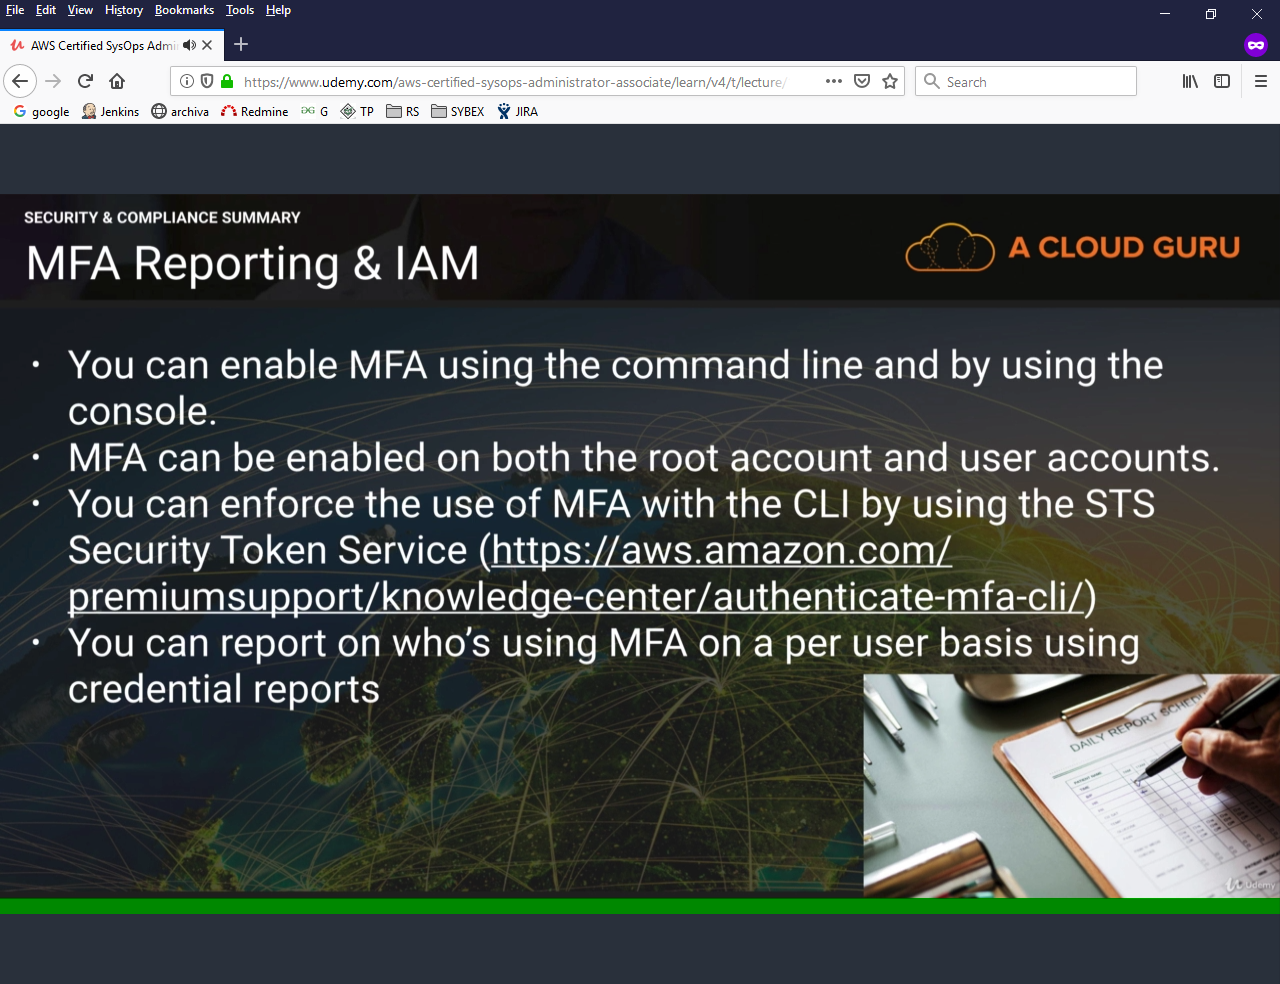 File Edit View History Bookmarks Tools Help
AWS Certified SysOps Admi
https://www.udemy.com/aws-certified-sysops-administrator-associate/learn/v4/t/lecture/
Search
google Jenkins archiva Redmine G TP RS SYBEX JIRA
SECURITY & COMPLIANCE SUMMARY
MFA Reporting & IAM
A CLOUD GURU
• You can enable MFA using the command line and by using the
console.
• MFA can be enabled on both the root account and user accounts.
• You can enforce the use of MFA with the CLI by using the STS
Security Token Service (https://aws.amazon.com/
premiumsupport/knowledge-center/authenticate-mfa-cli/)
• You can report on who's using MFA on a per user basis using
credential reports
DAILY REPORT
Udemy